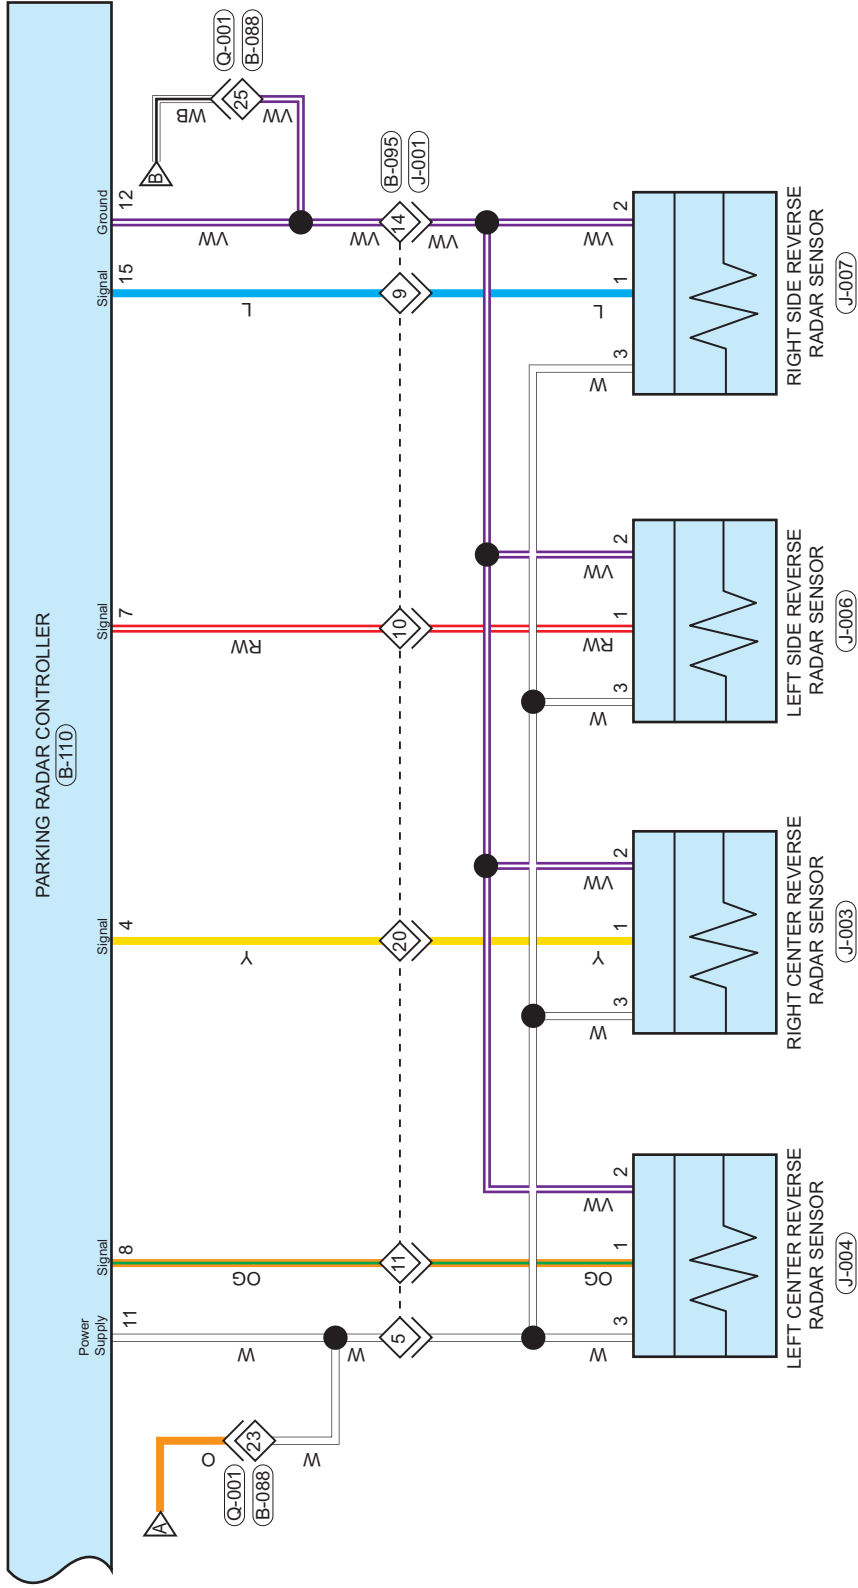 PARKING RADAR CONTROLLER
B-110
Power
Supply
Signal
Signal
Signal
Signal
Ground
11
8
4
7
15
12
A
B
O
WB
Q-001
Q-001
23
25
B-088
B-088
W
VW
W
OG
Y
RW
L
VW
W
VW
B-095
5
11
20
10
9
14
J-001
VW
W
OG
VW
W
Y
VW
W
RW
VW
W
L
VW
3
1
2
3
1
2
3
1
2
3
1
2
LEFT CENTER REVERSE
RADAR SENSOR
J-004
RIGHT CENTER REVERSE
RADAR SENSOR
J-003
LEFT SIDE REVERSE
RADAR SENSOR
J-006
RIGHT SIDE REVERSE
RADAR SENSOR
J-007